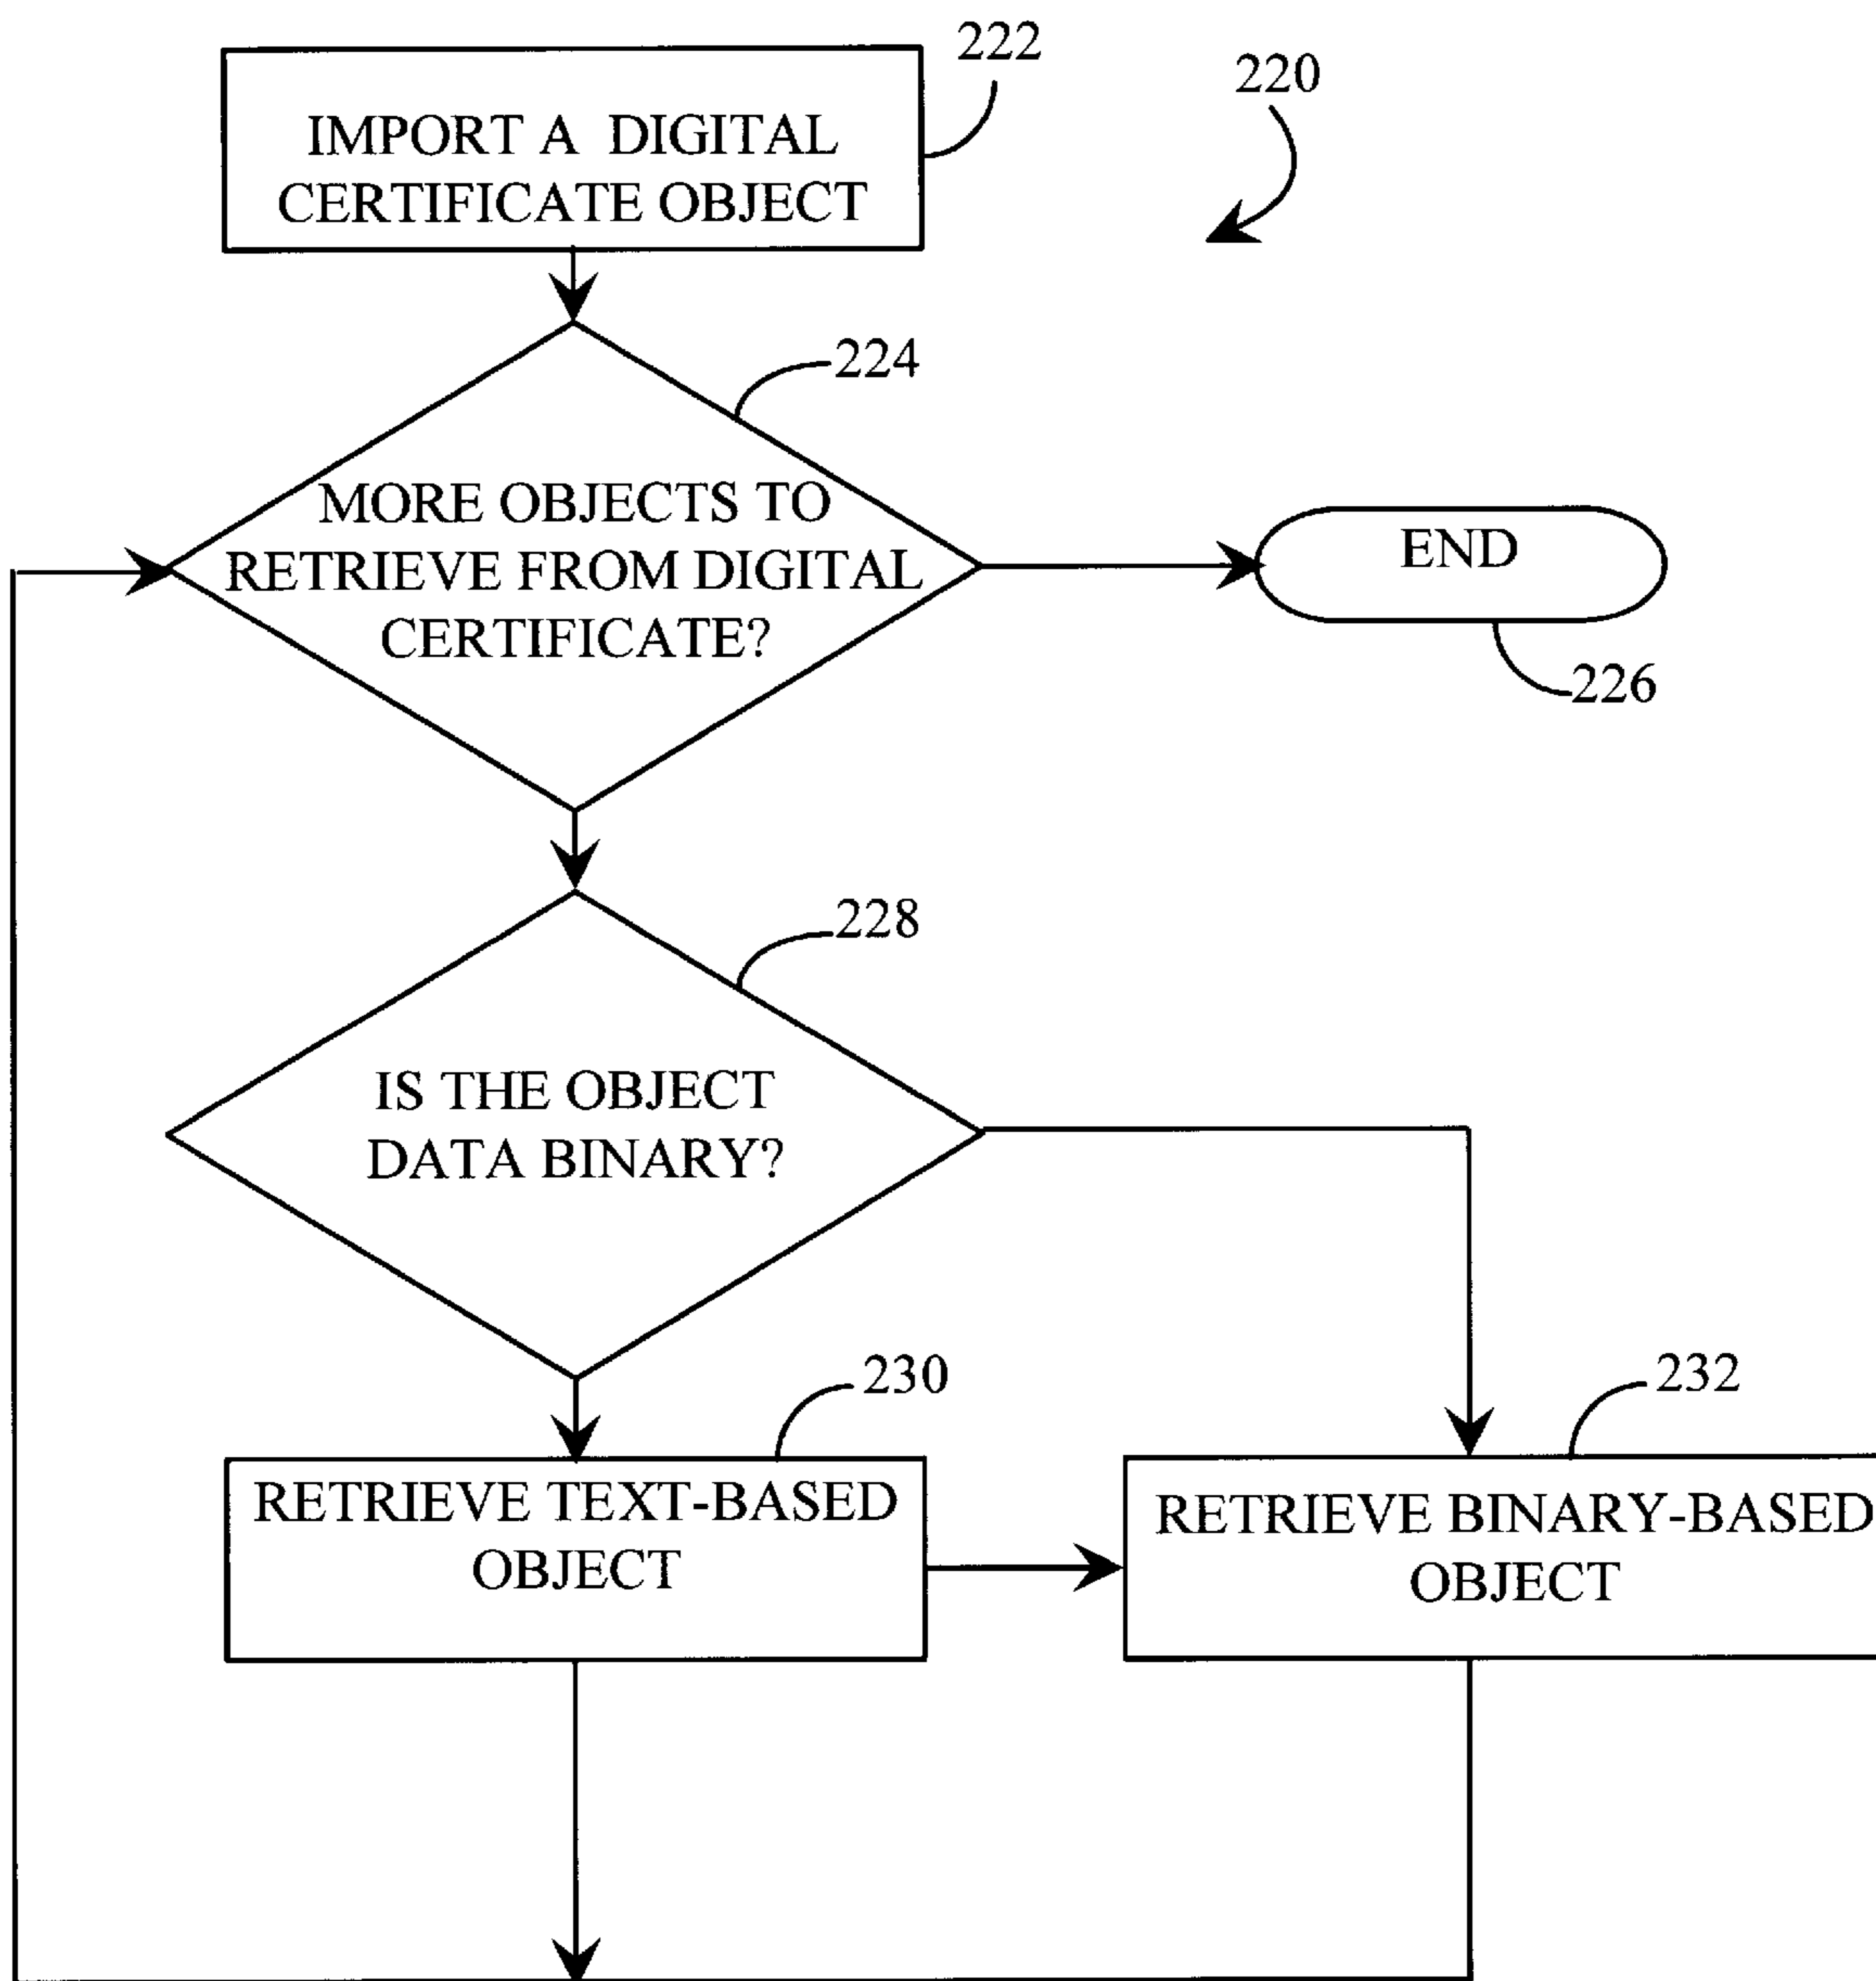 222
220
IMPORT A DIGITAL
CERTIFICATE OBJECT
224
MORE OBJECTS TO
RETRIEVE FROM DIGITAL
CERTIFICATE?
END
226
228
IS THE OBJECT
DATA BINARY?
230
232
RETRIEVE TEXT-BASED
OBJECT
RETRIEVE BINARY-BASED
OBJECT